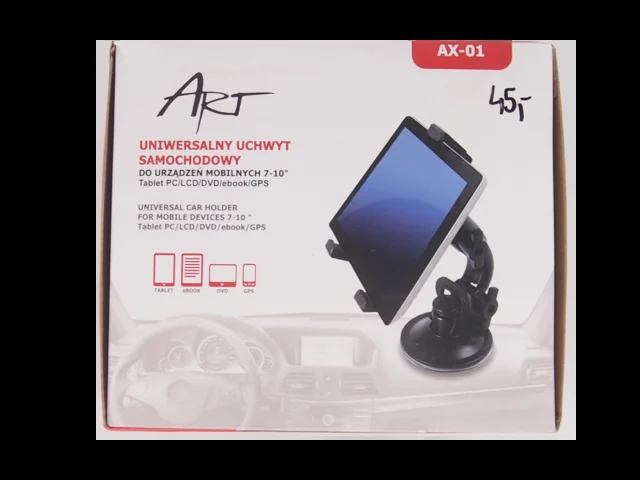 AX-01
ART
45,-
UNIWERSALNY UCHWYT
SAMOCHODOWY
DO URZĄDZEŃ MOBILNYCH 7-10"
Tablet PC/LCD/DVD/ebook/GPS
UNIVERSAL CAR HOLDER
FOR MOBILE DEVICES 7-10 "
Tablet PC/LCD/DVD/ebook/GPS
TABLET eBOOK DVD GPS